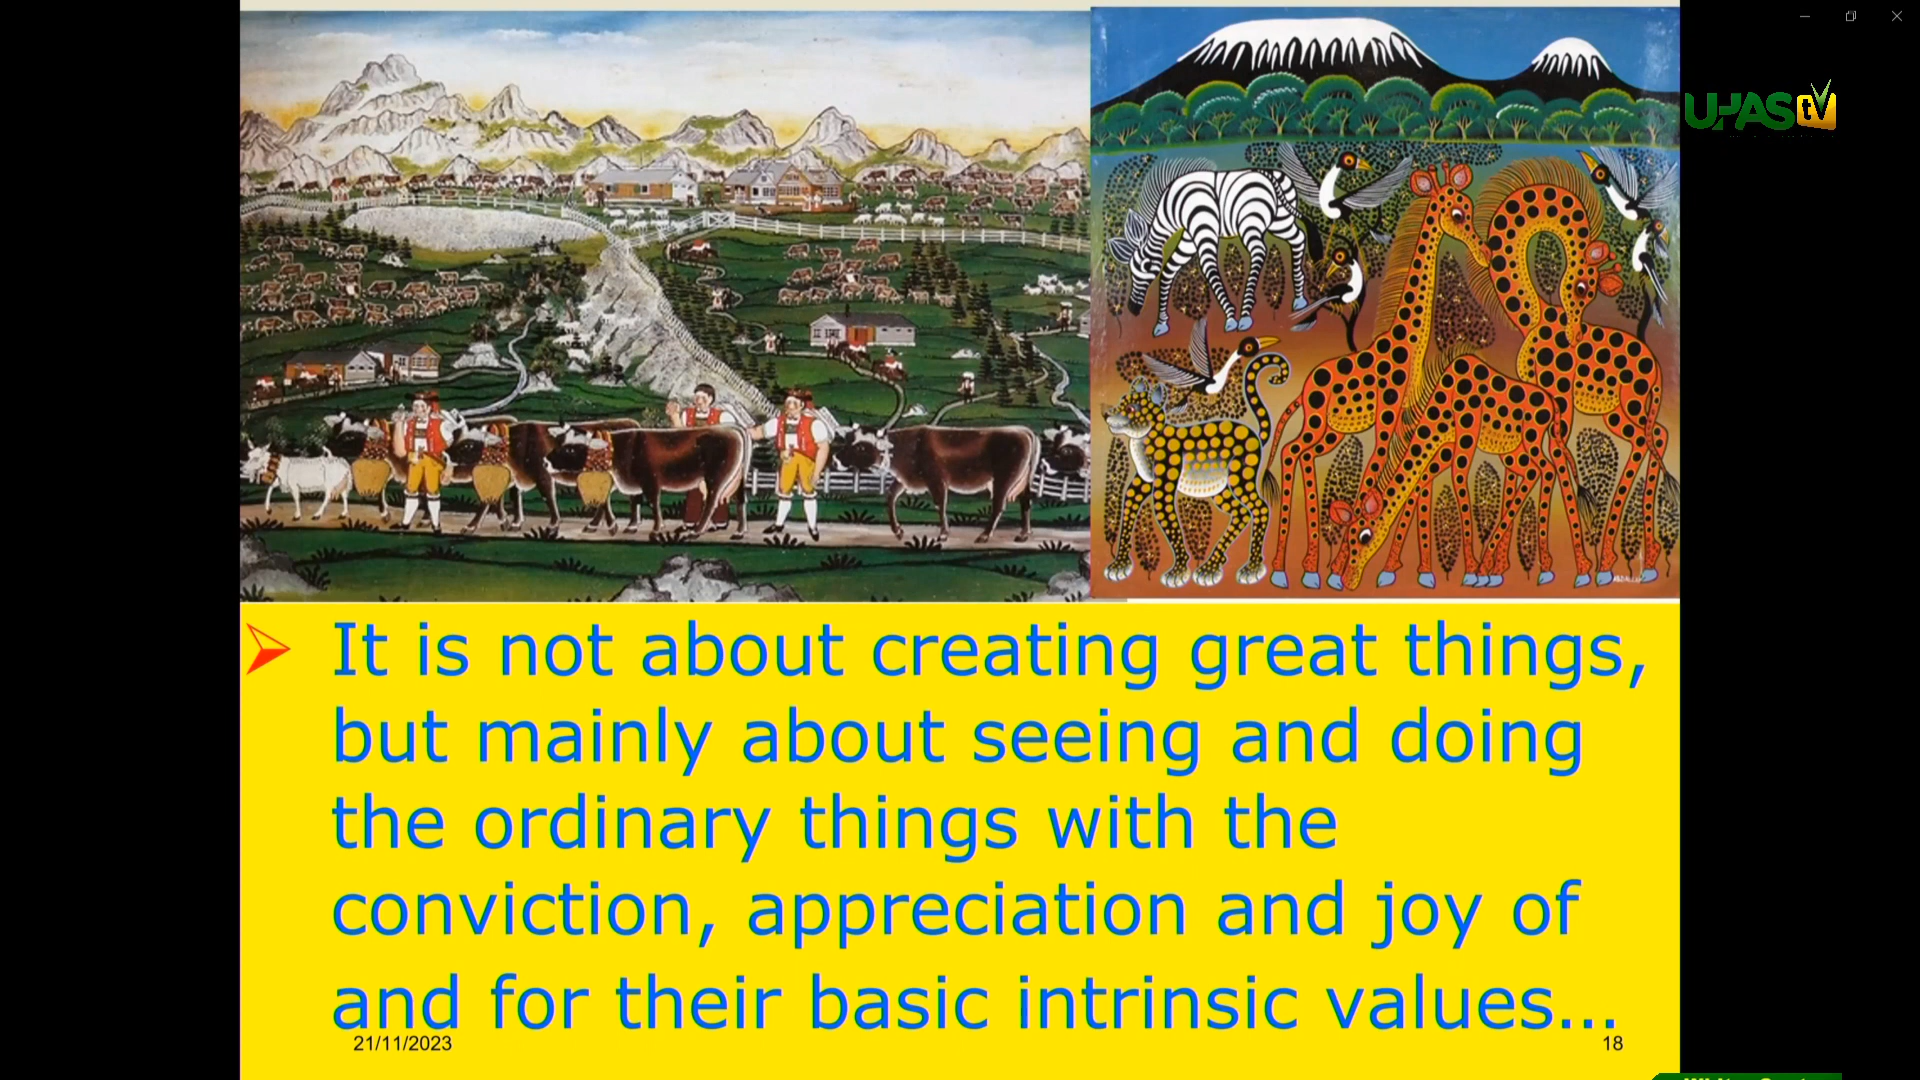 UPAS tv
It is not about creating great things,
but mainly about seeing and doing
the ordinary things with the
conviction, appreciation and joy of
and for their basic intrinsic values...
21/11/2023
18